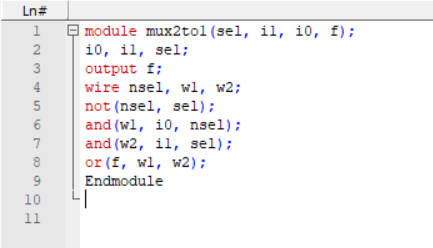 Ln#
1 module mux2to1(sel, i1, i0, f);
2 i0, i1, sel;
3 output f;
4 wire nsel, w1, w2;
5 not(nsel, sel);
6 and(w1, i0, nsel);
7 and(w2, i1, sel);
8 or(f, w1, w2);
9 Endmodule
10
11